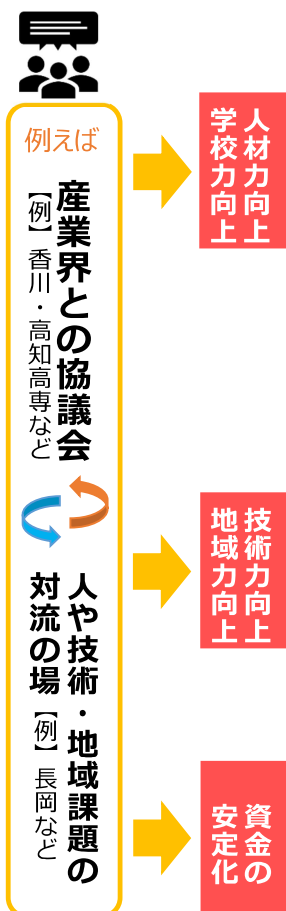 例えば
産業界との協議会
【例】香川・高知高専など
人や技術・地域課題の
対流の場【例】長岡など
人材力向上
学校力向上
技術力向上
地域力向上
資金の
安定化